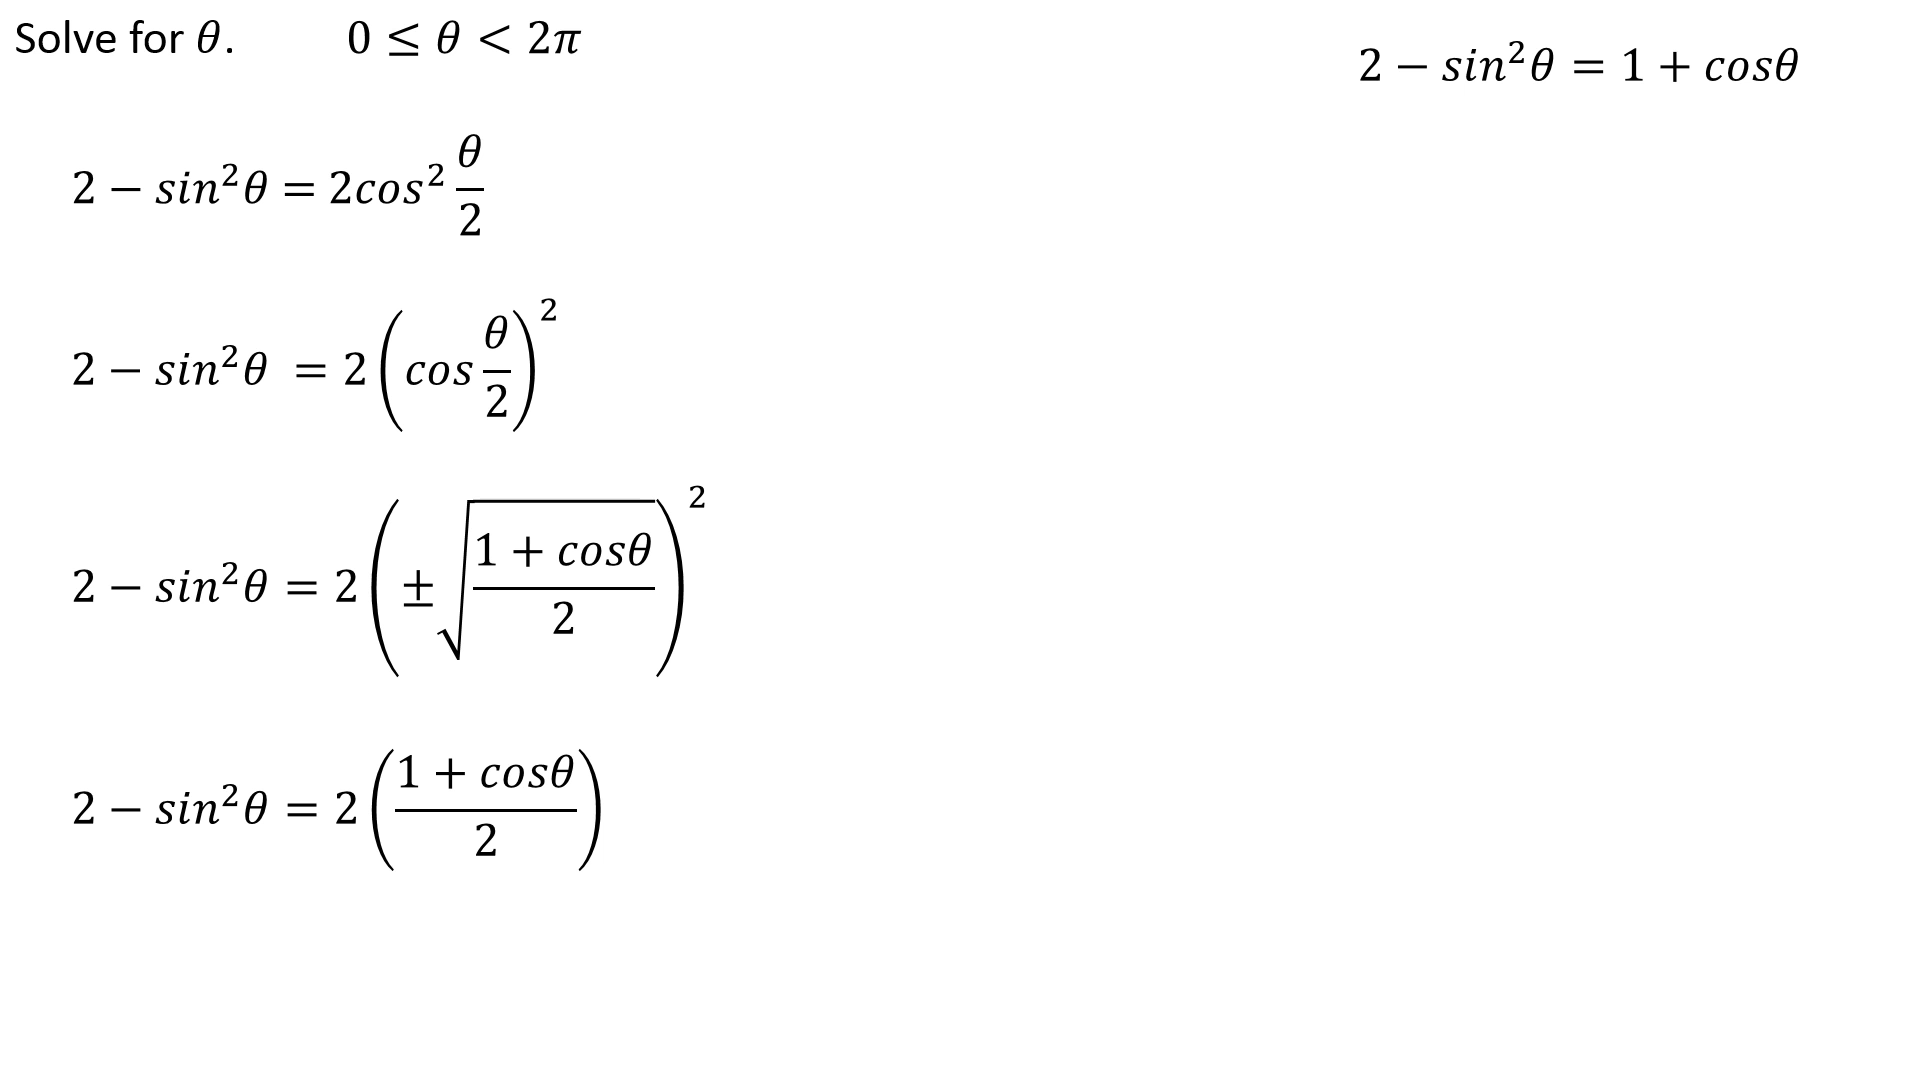 Solve for θ. 0 ≤ θ < 2π
2 − sin²θ = 2cos² θ/2
2 − sin²θ = 2(cos θ/2)²
2 − sin²θ = 2(±√((1 + cosθ)/2))²
2 − sin²θ = 2((1 + cosθ)/2)
2 − sin²θ = 1 + cosθ